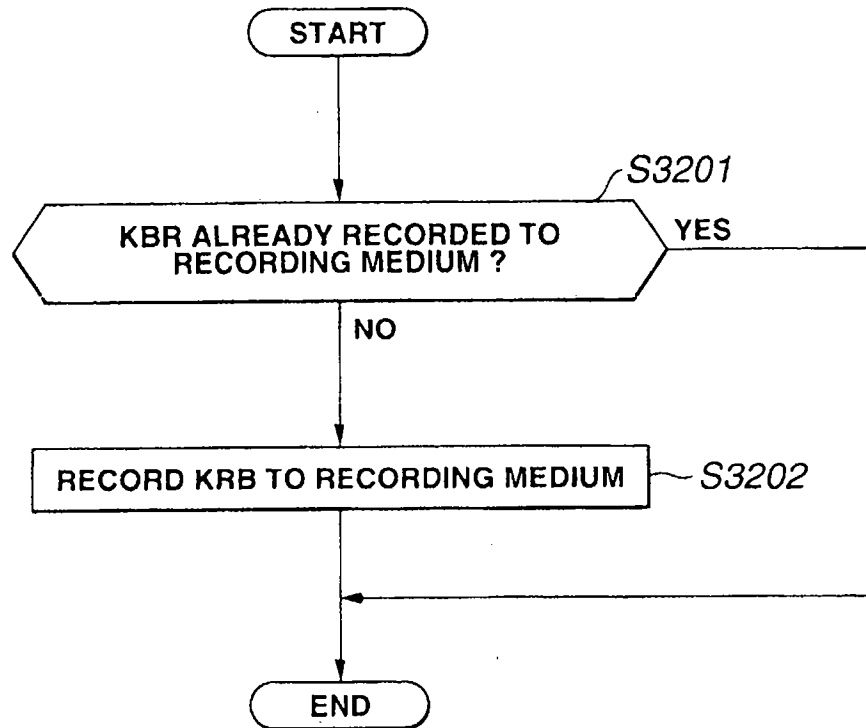 START
S3201
KBR ALREADY RECORDED TO
RECORDING MEDIUM ?
YES
NO
RECORD KRB TO RECORDING MEDIUM
S3202
END